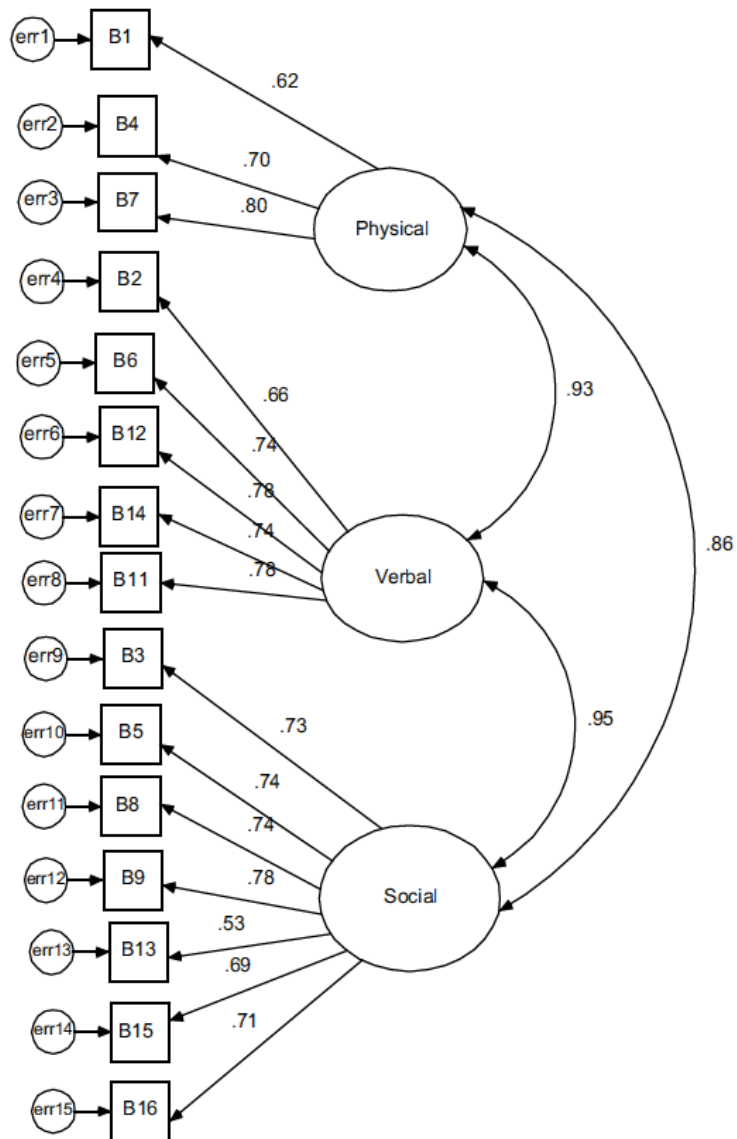 err1 B1
.62
err2 B4
.70
err3 B7
.80
Physical
err4 B2
err5 B6
.66
.93
err6 B12
.74
.78
err7 B14
.74
.86
err8 B11
.78
Verbal
err9 B3
.73
.95
err10 B5
.74
err11 B8
.74
err12 B9
.78
Social
.53
err13 B13
.69
err14 B15
.71
err15 B16